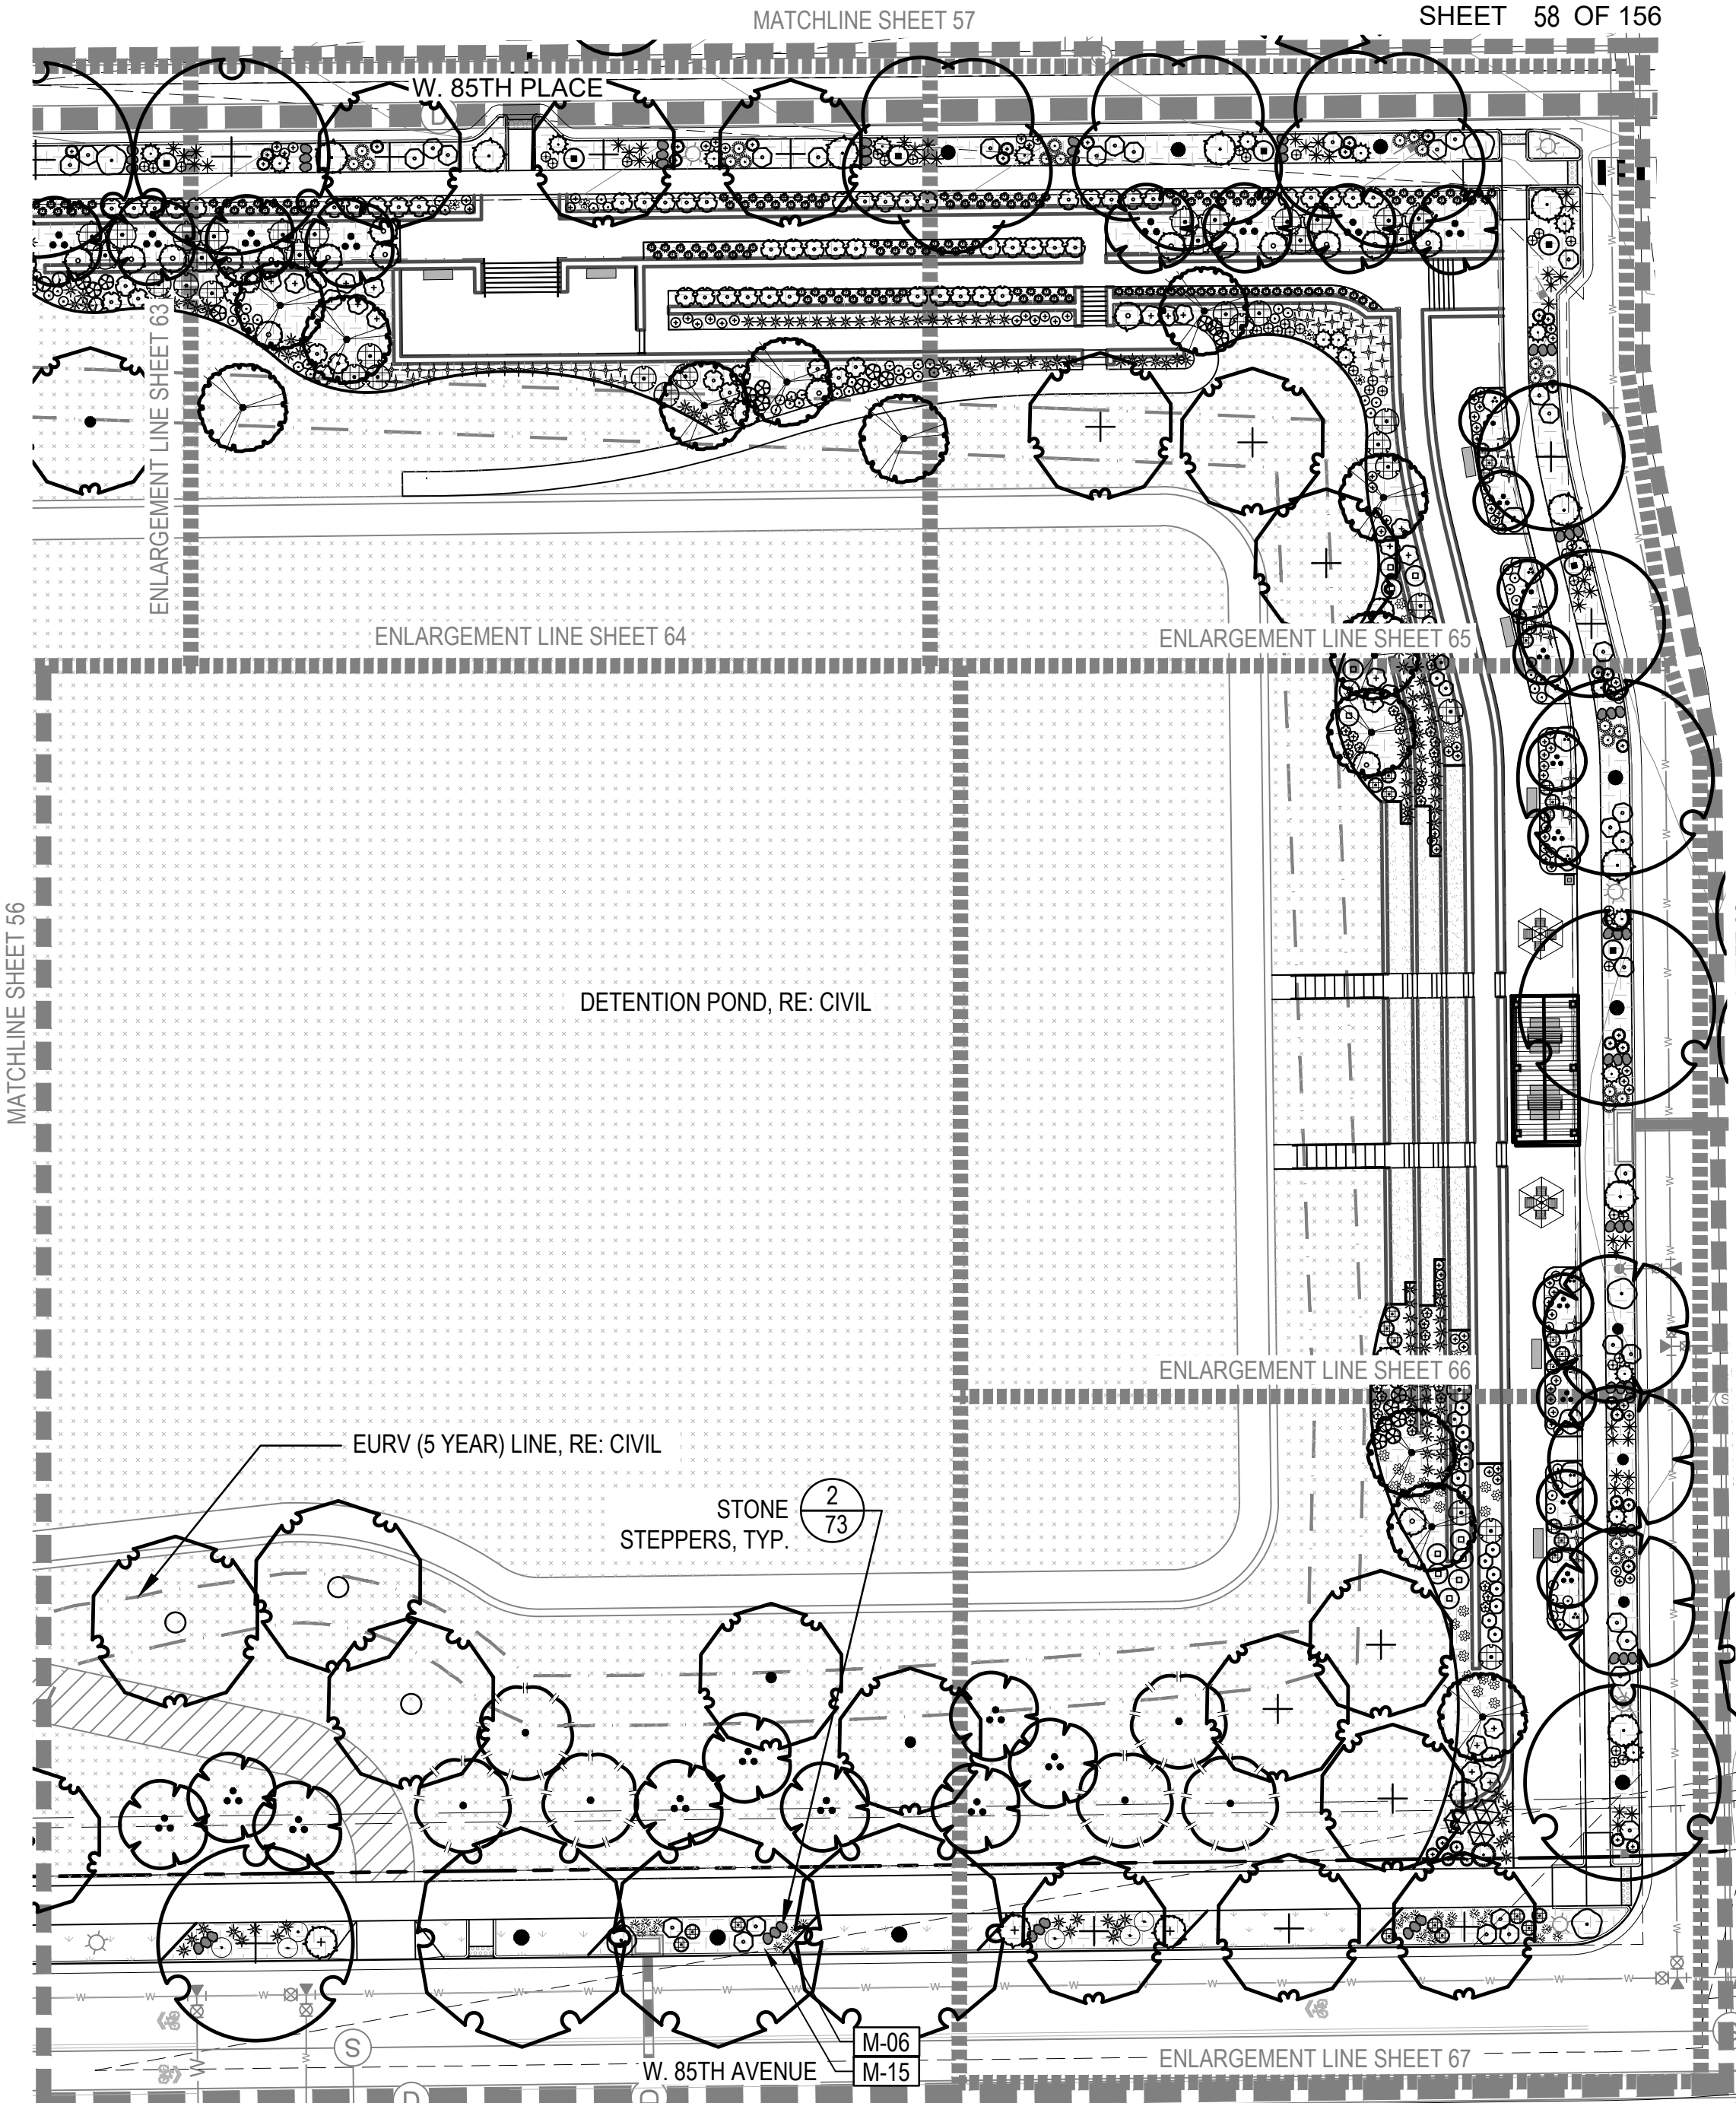 SHEET 58 OF 156
MATCHLINE SHEET 57
W. 85TH PLACE
D
S
ENLARGEMENT LINE SHEET 63
ENLARGEMENT LINE SHEET 64
ENLARGEMENT LINE SHEET 65
MATCHLINE SHEET 56
DETENTION POND, RE: CIVIL
ENLARGEMENT LINE SHEET 66
S
EURV (5 YEAR) LINE, RE: CIVIL
STONE
STEPPERS, TYP.
2
73
W W W W W W W W
S
M-06
M-15
W. 85TH AVENUE
ENLARGEMENT LINE SHEET 67
D
D